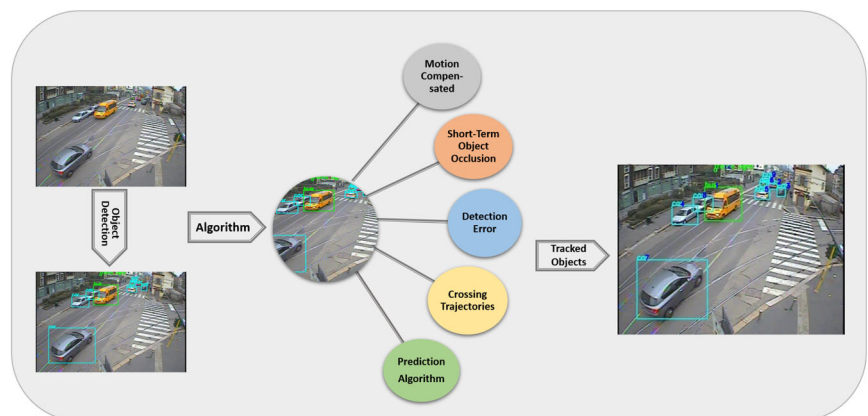 Object
Detection
Algorithm
Motion
Compen-
sated
Short-Term
Object
Occlusion
Detection
Error
Crossing
Trajectories
Prediction
Algorithm
Tracked
Objects